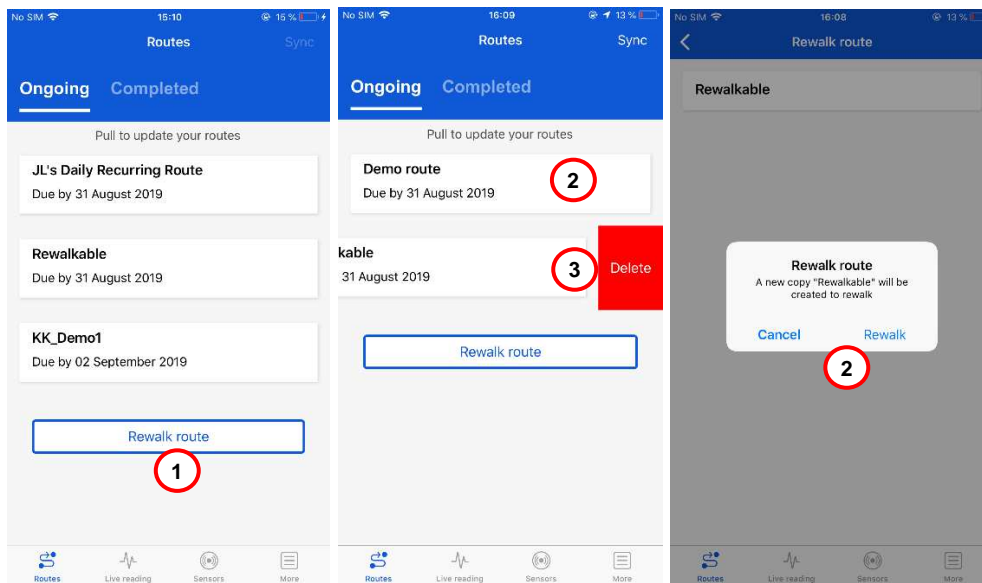 No SIM 15:10 15 %
Routes Sync
Ongoing Completed
Pull to update your routes
JL's Daily Recurring Route
Due by 31 August 2019
Rewalkable
Due by 31 August 2019
KK_Demo1
Due by 02 September 2019
Rewalk route
1
Routes Live reading Sensors More
No SIM 16:09 13 %
Routes Sync
Ongoing Completed
Pull to update your routes
Demo route
Due by 31 August 2019
2
kable
31 August 2019
3
Delete
Rewalk route
Routes Live reading Sensors More
No SIM 16:08 13 %
Rewalk route
Rewalkable
Rewalk route
A new copy "Rewalkable" will be
created to rewalk
Cancel Rewalk
2
Routes Live reading Sensors More